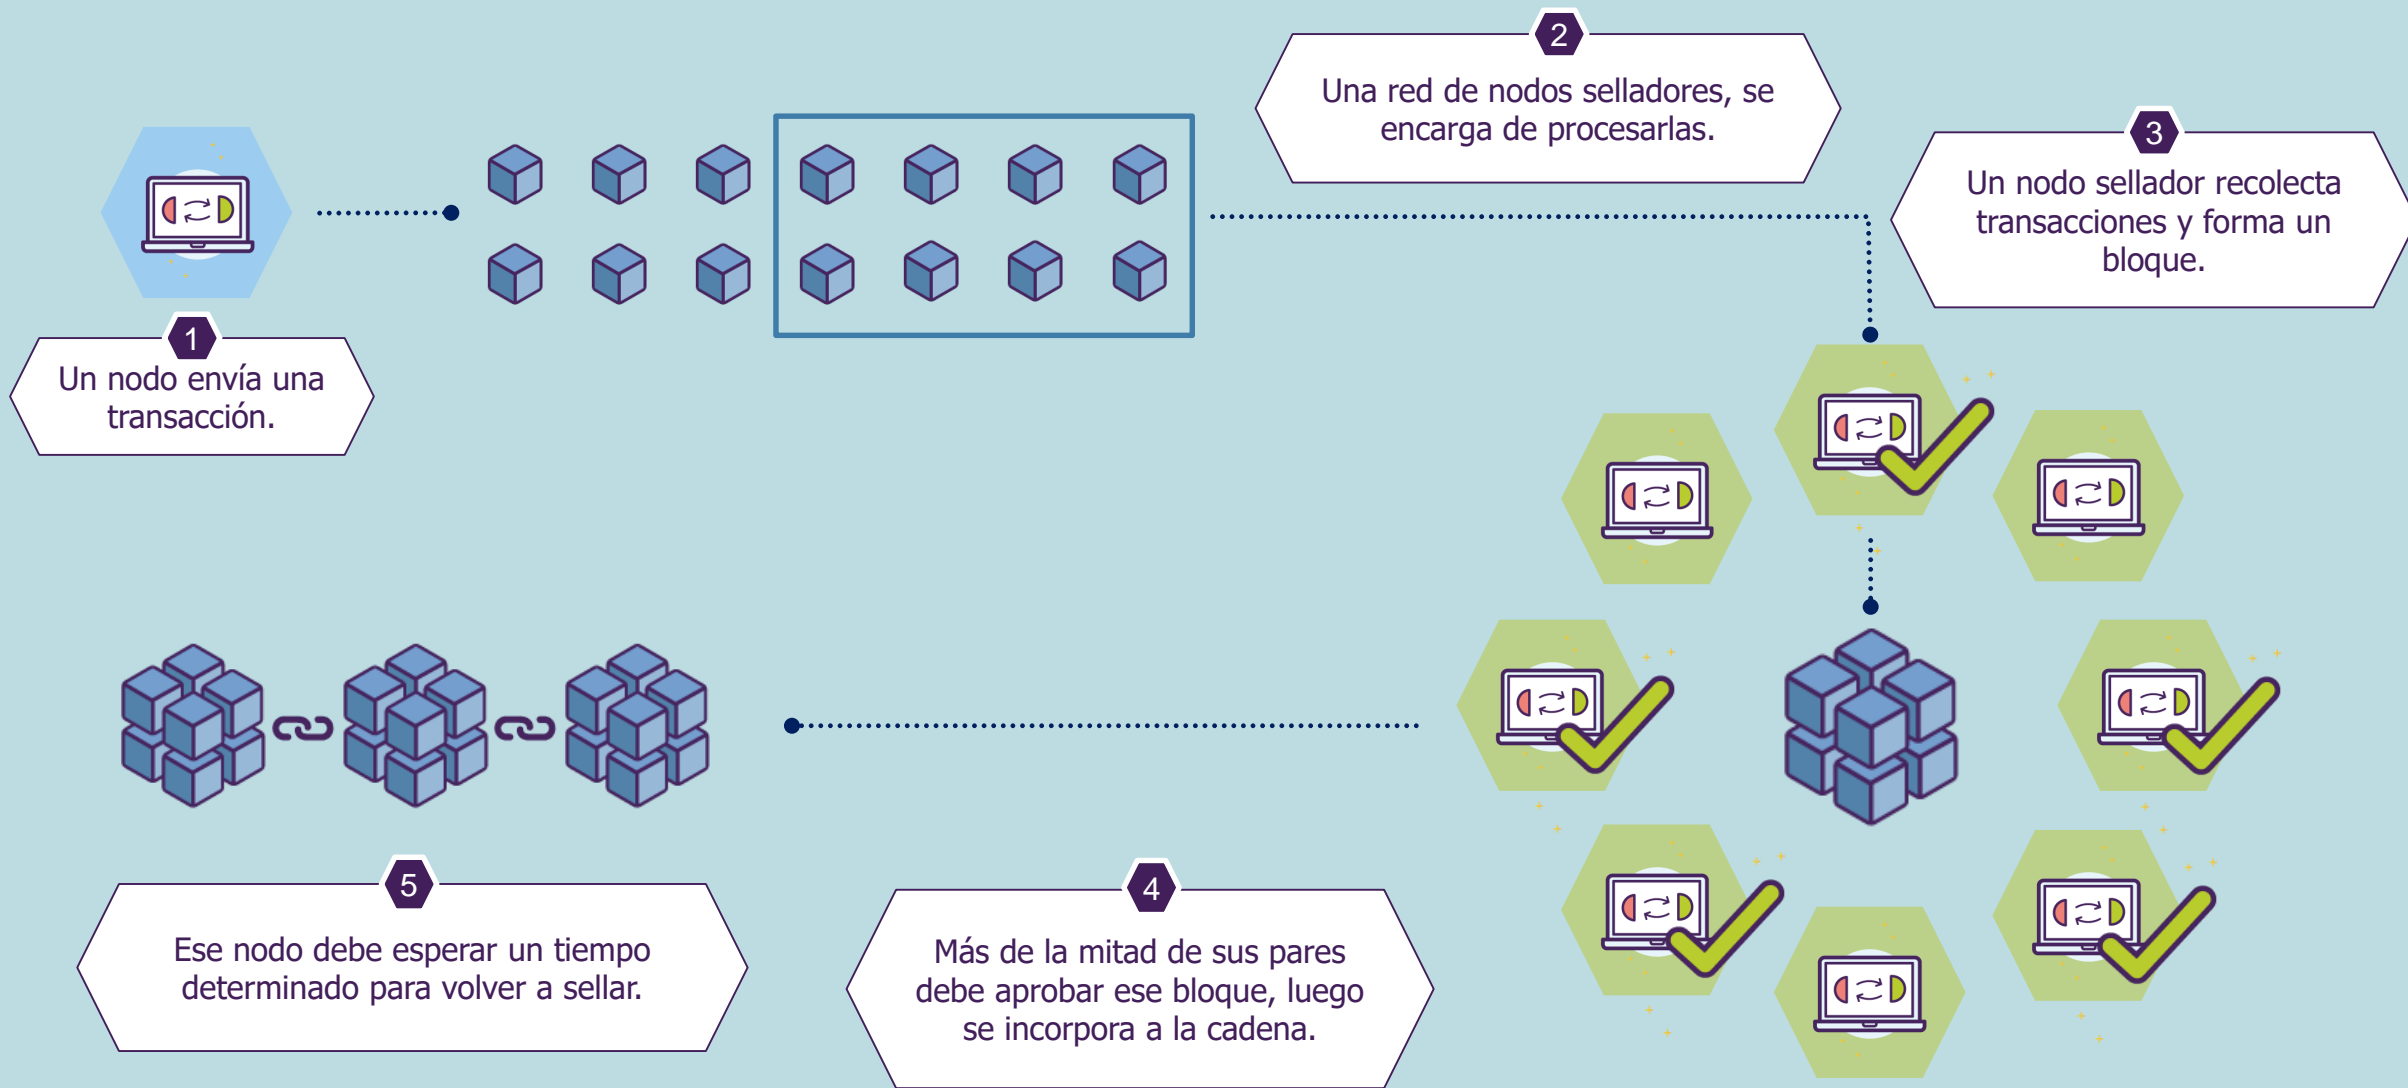 1
Un nodo envía una
transacción.
2
Una red de nodos selladores, se
encarga de procesarlas.
3
Un nodo sellador recolecta
transacciones y forma un
bloque.
4
Más de la mitad de sus pares
debe aprobar ese bloque, luego
se incorpora a la cadena.
5
Ese nodo debe esperar un tiempo
determinado para volver a sellar.